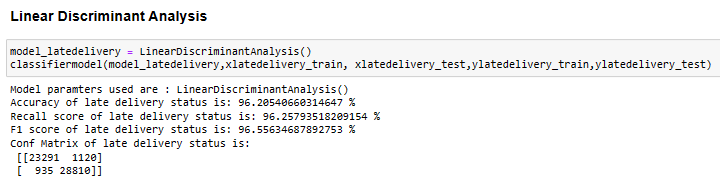 Linear Discriminant Analysis
model_latedelivery = LinearDiscriminantAnalysis()
classifiermodel(model_latedelivery,xlatedelivery_train, xlatedelivery_test,ylatedelivery_train,ylatedelivery_test)
Model paramters used are : LinearDiscriminantAnalysis()
Accuracy of late delivery status is: 96.20540660314647 %
Recall score of late delivery status is: 96.25793518209154 %
F1 score of late delivery status is: 96.55634687892753 %
Conf Matrix of late delivery status is:
[[23291 1120]
[ 935 28810]]